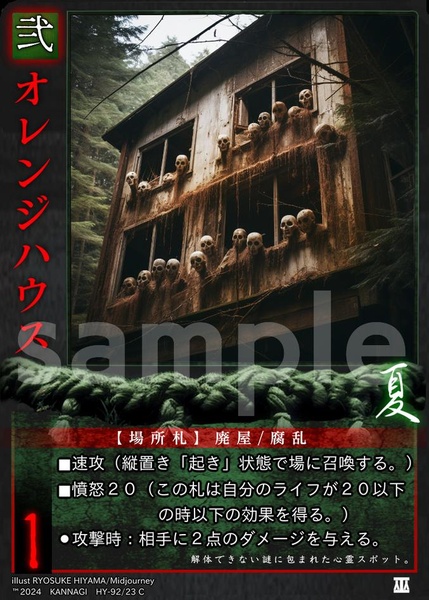 弐
オレンジハウス
sample
夏
【場所札】廃屋/腐乱
■速攻（縦置き「起き」状態で場に召喚する。）
■憤怒２０（この札は自分のライフが２０以下
の時以下の効果を得る。）
●攻撃時：相手に２点のダメージを与える。
解体できない謎に包まれた心霊スポット。
1
illust RYOSUKE HIYAMA/Midjourney
™2024 KANNAGI HY-92/23 C